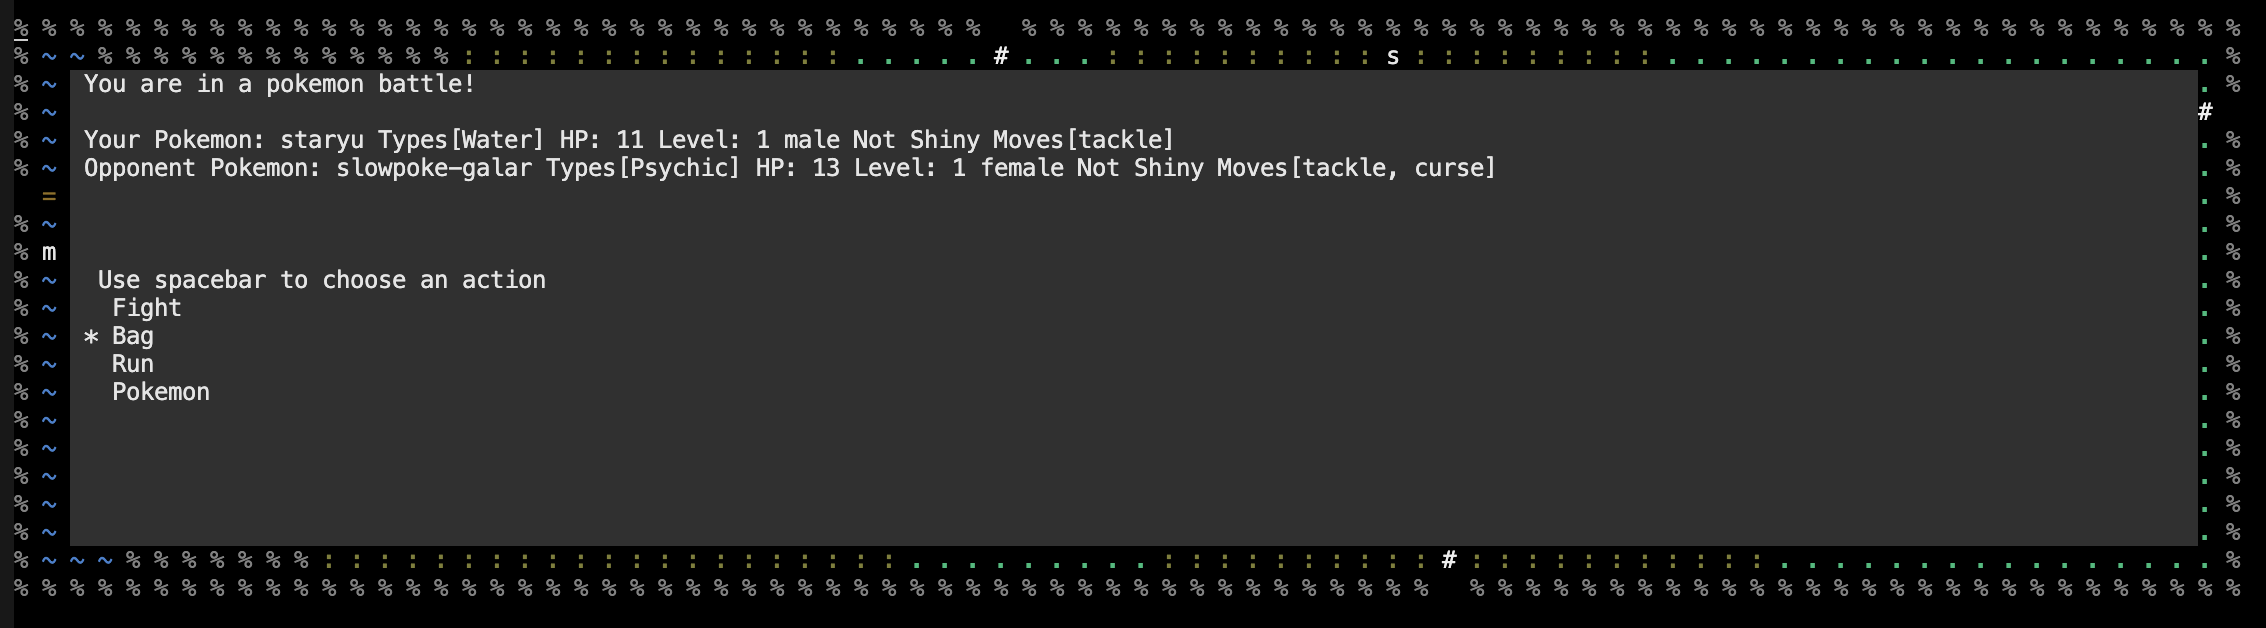 % % % % % % % % % % % % % % % % % % % % % % % % % % % % % % % % % % %   % % % % % % % % % % % % % % % % % % % % % % % % % % % % % % % % % % % % % % % % % % % %
% ~ ~ % % % % % % % % % % % % % : : : : : : : : : : : : : : . . . . . # . . . : : : : : : : : : : s : : : : : : : : : . . . . . . . . . . . . . . . . . . . . %
% ~ You are in a pokemon battle! . %
% ~ #
% ~ Your Pokemon: staryu Types[Water] HP: 11 Level: 1 male Not Shiny Moves[tackle] . %
% ~ Opponent Pokemon: slowpoke-galar Types[Psychic] HP: 13 Level: 1 female Not Shiny Moves[tackle, curse] . %
= . %
% ~ . %
% m . %
% ~ Use spacebar to choose an action . %
% ~ Fight . %
% ~ * Bag . %
% ~ Run . %
% ~ Pokemon . %
% ~ . %
% ~ . %
% ~ . %
% ~ . %
% ~ . %
% ~ ~ ~ % % % % % % % : : : : : : : : : : : : : : : : : : : : : . . . . . . . . . : : : : : : : : : : # : : : : : : : : : : : . . . . . . . . . . . . . . . . %
% % % % % % % % % % % % % % % % % % % % % % % % % % % % % % % % % % % % % % % % % % % % % % % % % % %   % % % % % % % % % % % % % % % % % % % % % % % % % % % %